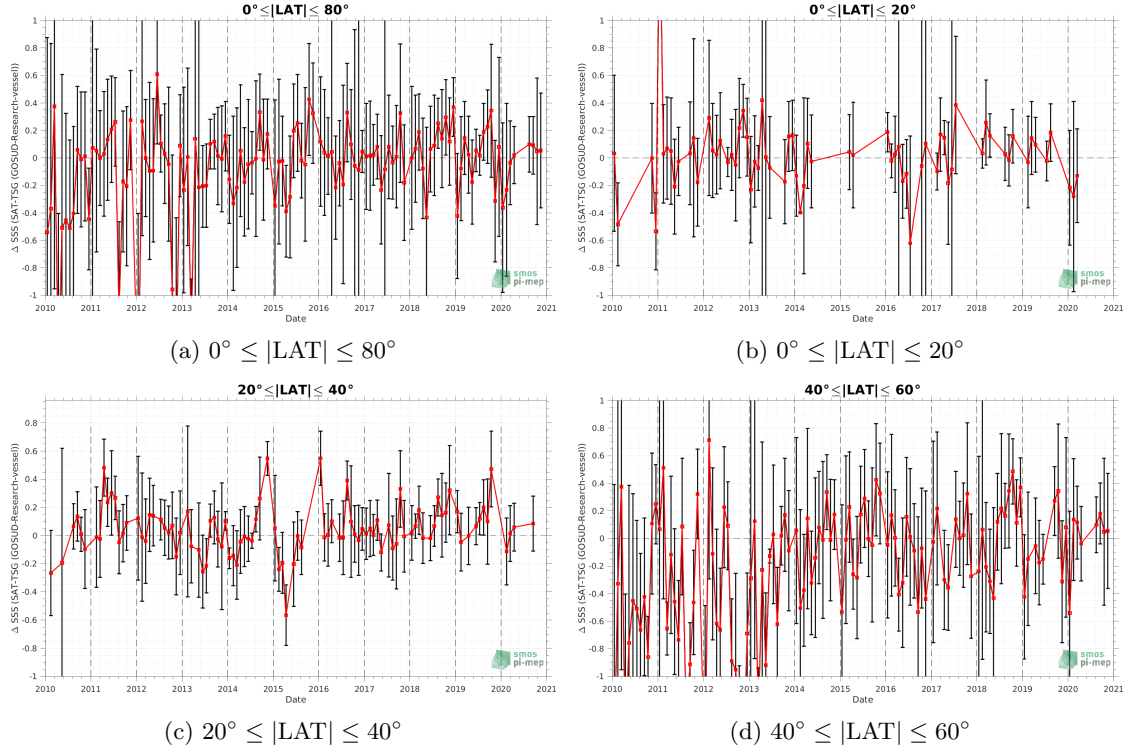 0°≤|LAT|≤ 80°
Δ SSS (SAT-TSG (GOSUD-Research-vessel))
1
0.8
0.6
0.4
0.2
0
-0.2
-0.4
-0.6
-0.8
-1
2010 2011 2012 2013 2014 2015 2016 2017 2018 2019 2020 2021
Date
smos
pi-mep
(a) 0° ≤ |LAT| ≤ 80°
0°≤|LAT|≤ 20°
Δ SSS (SAT-TSG (GOSUD-Research-vessel))
1
0.8
0.6
0.4
0.2
0
-0.2
-0.4
-0.6
-0.8
-1
2010 2011 2012 2013 2014 2015 2016 2017 2018 2019 2020 2021
Date
smos
pi-mep
(b) 0° ≤ |LAT| ≤ 20°
20°≤|LAT|≤ 40°
Δ SSS (SAT-TSG (GOSUD-Research-vessel))
0.8
0.6
0.4
0.2
0
-0.2
-0.4
-0.6
-0.8
-1
2010 2011 2012 2013 2014 2015 2016 2017 2018 2019 2020 2021
Date
smos
pi-mep
(c) 20° ≤ |LAT| ≤ 40°
40°≤|LAT|≤ 60°
Δ SSS (SAT-TSG (GOSUD-Research-vessel))
1
0.8
0.6
0.4
0.2
0
-0.2
-0.4
-0.6
-0.8
-1
2010 2011 2012 2013 2014 2015 2016 2017 2018 2019 2020 2021
Date
smos
pi-mep
(d) 40° ≤ |LAT| ≤ 60°